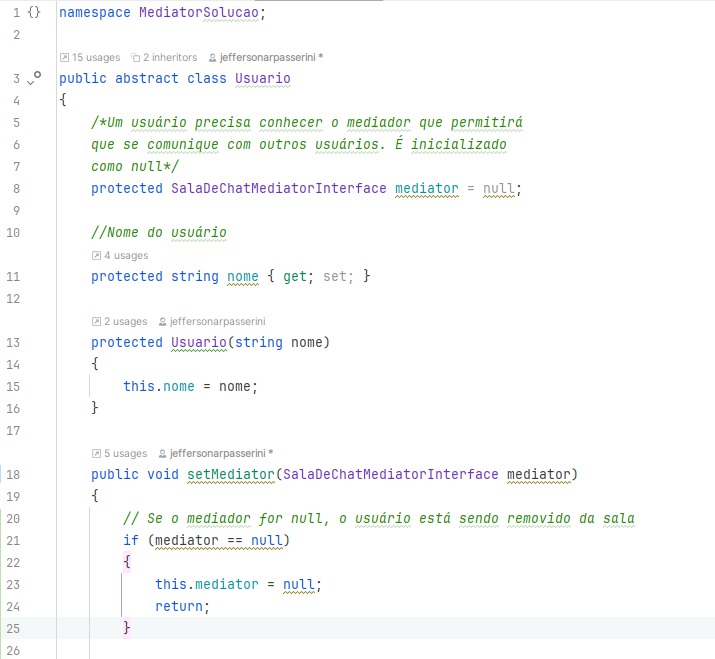 1 {} namespace MediatorSolucao;
2
15 usages 2 inheritors jeffersonarpasserini *
3 public abstract class Usuario
4 {
5 /*Um usuário precisa conhecer o mediador que permitirá
6 que se comunique com outros usuários. É inicializado
7 como null*/
8 protected SalaDeChatMediatorInterface mediator = null;
9
10 //Nome do usuário
4 usages
11 protected string nome { get; set; }
12
2 usages jeffersonarpasserini
13 protected Usuario(string nome)
14 {
15 this.nome = nome;
16 }
17
5 usages jeffersonarpasserini *
18 public void setMediator(SalaDeChatMediatorInterface mediator)
19 {
20 // Se o mediador for null, o usuário está sendo removido da sala
21 if (mediator == null)
22 {
23 this.mediator = null;
24 return;
25 }
26